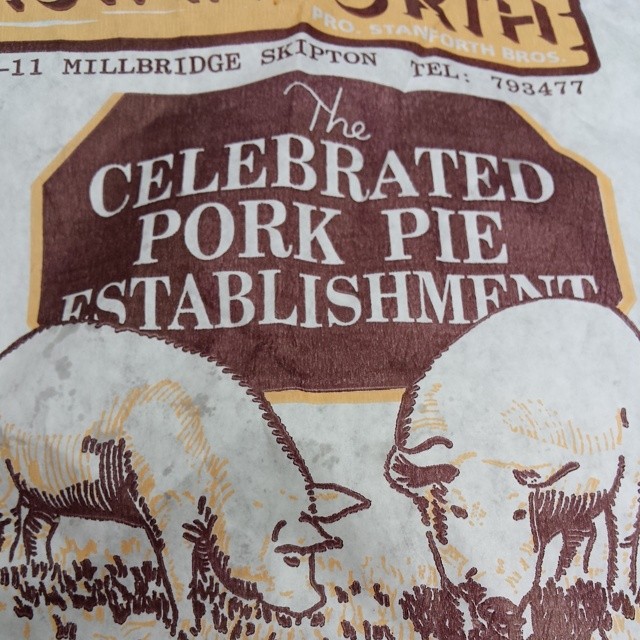 PRO. STANFORTH BROS.
-11 MILLBRIDGE SKIPTON TEL: 793477
The
CELEBRATED
PORK PIE
ESTABLISHMENT